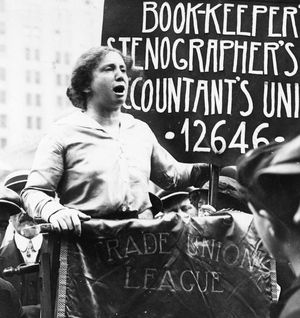 BOOK-KEEPER'
STENOGRAPHER'S
CCOUNTANT'S UNI
·12646·
RADE UNION
LEAGUE